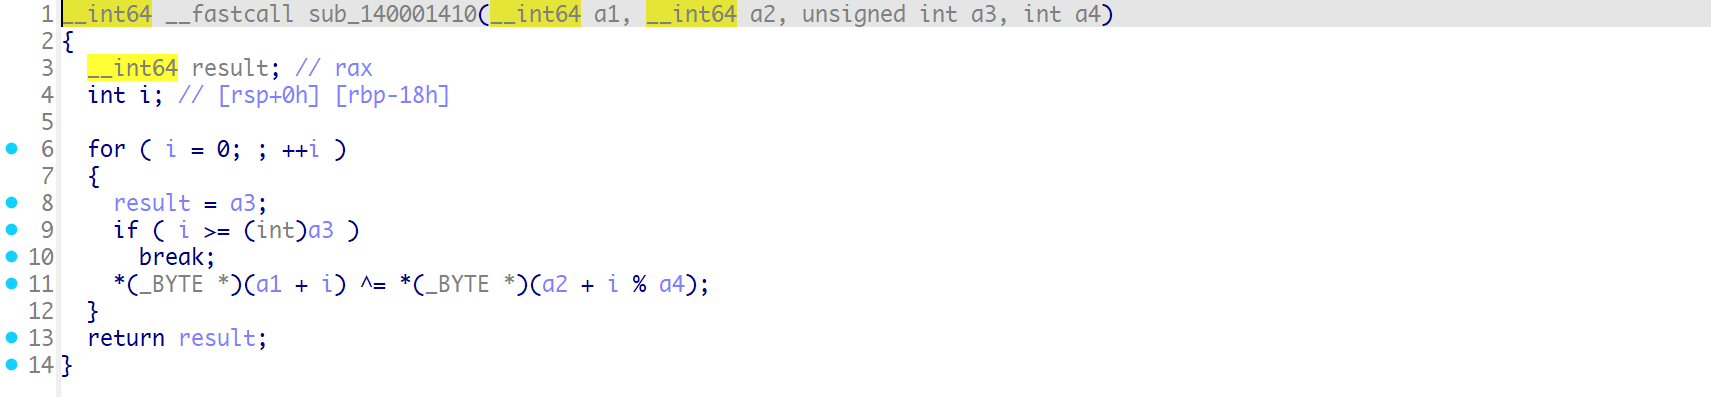 1 __int64 __fastcall sub_140001410(__int64 a1, __int64 a2, unsigned int a3, int a4)
2 {
3   __int64 result; // rax
4   int i; // [rsp+0h] [rbp-18h]
5
6   for ( i = 0; ; ++i )
7   {
8     result = a3;
9     if ( i >= (int)a3 )
10       break;
11     *(_BYTE *)(a1 + i) ^= *(_BYTE *)(a2 + i % a4);
12   }
13   return result;
14 }